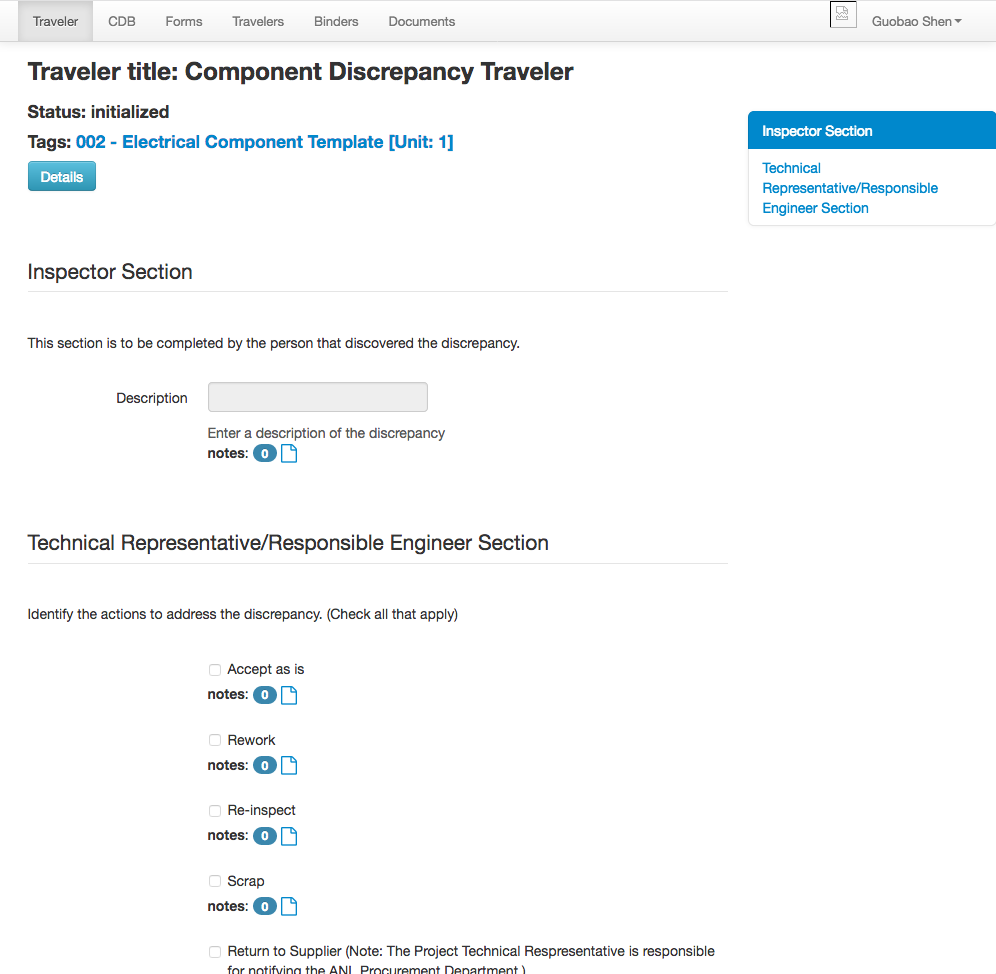 Traveler CDB Forms Travelers Binders Documents Guobao Shen
Traveler title: Component Discrepancy Traveler
Status: initialized
Tags: 002 - Electrical Component Template [Unit: 1]
Details
Inspector Section
Technical
Representative/Responsible
Engineer Section
Inspector Section
This section is to be completed by the person that discovered the discrepancy.
Description
Enter a description of the discrepancy
notes: 0
Technical Representative/Responsible Engineer Section
Identify the actions to address the discrepancy. (Check all that apply)
Accept as is
notes: 0
Rework
notes: 0
Re-inspect
notes: 0
Scrap
notes: 0
Return to Supplier (Note: The Project Technical Respresentative is responsible
for notifying the ANL Procurement Department.)